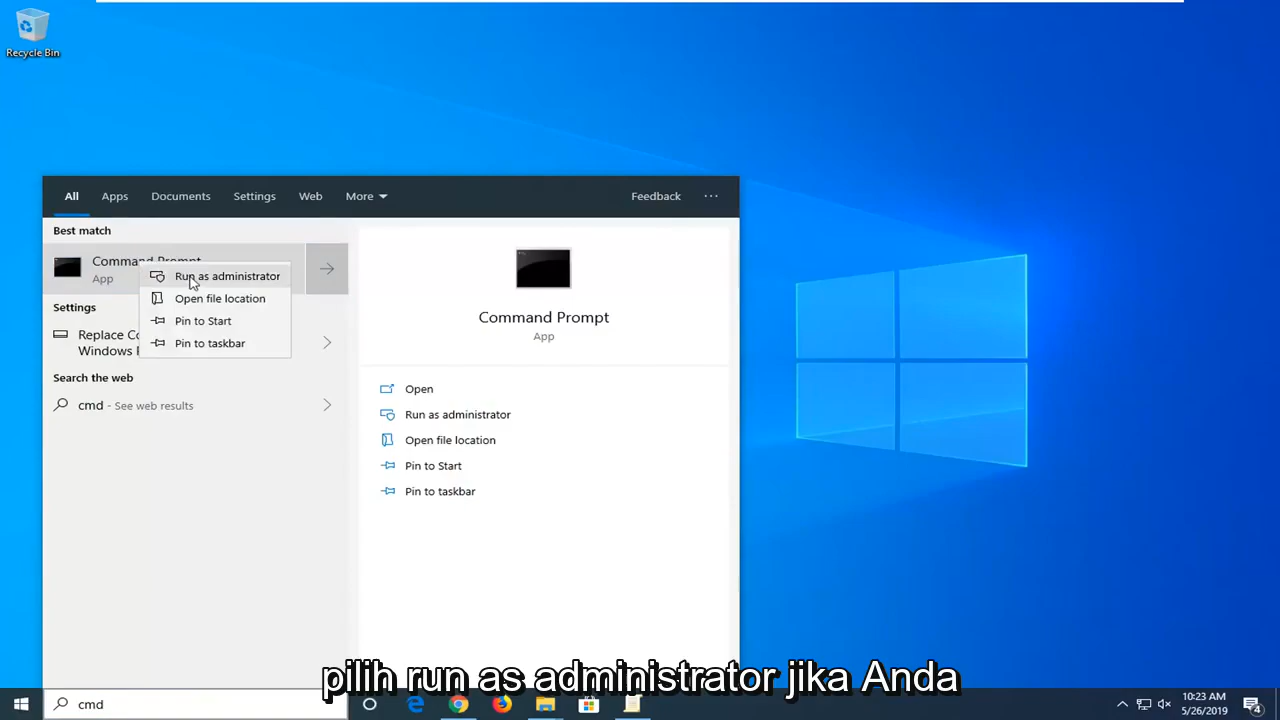 Recycle Bin
All
Apps
Documents
Settings
Web
More
Feedback
Best match
Command Prompt
App
Settings
Replace Co
Windows P
Search the web
cmd - See web results
Run as administrator
Open file location
Pin to Start
Pin to taskbar
Command Prompt
App
Open
Run as administrator
Open file location
Pin to Start
Pin to taskbar
pilih run as administrator jika Anda
cmd
10:23 AM
5/26/2019
4